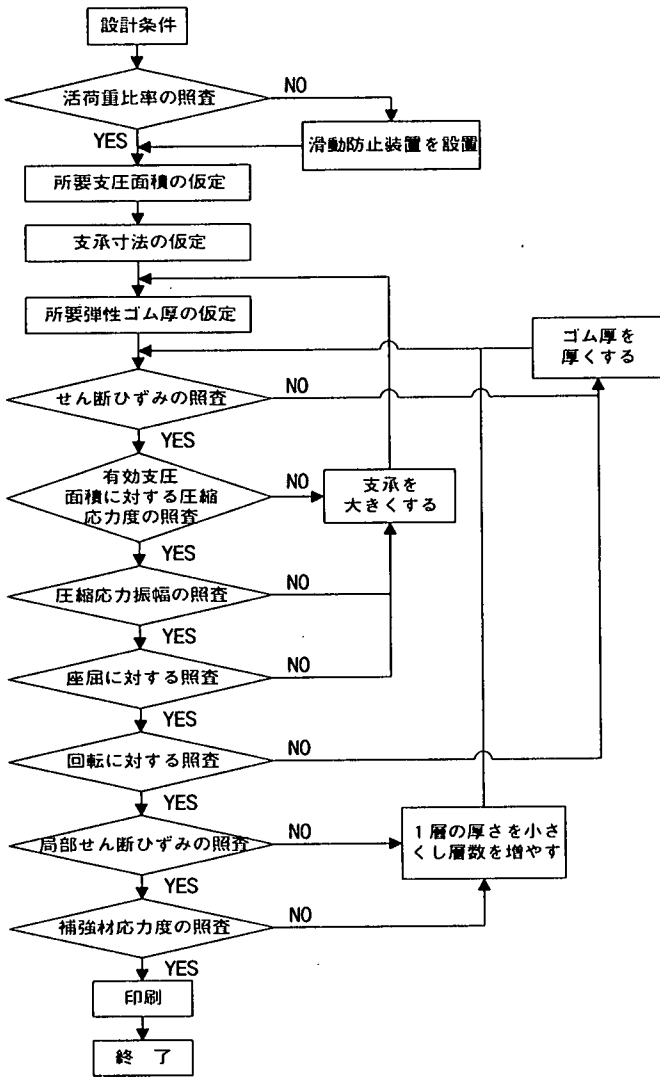 設計条件
活荷重比率の照査
NO
YES
滑動防止装置を設置
所要支圧面積の仮定
支承寸法の仮定
所要弾性ゴム厚の仮定
ゴム厚を
厚くする
せん断ひずみの照査
NO
YES
有効支圧
面積に対する圧縮
応力度の照査
NO
支承を
大きくする
YES
圧縮応力振幅の照査
NO
YES
座屈に対する照査
NO
YES
回転に対する照査
NO
YES
局部せん断ひずみの照査
NO
1層の厚さを小さ
くし層数を増やす
YES
補強材応力度の照査
NO
YES
印刷
終 了